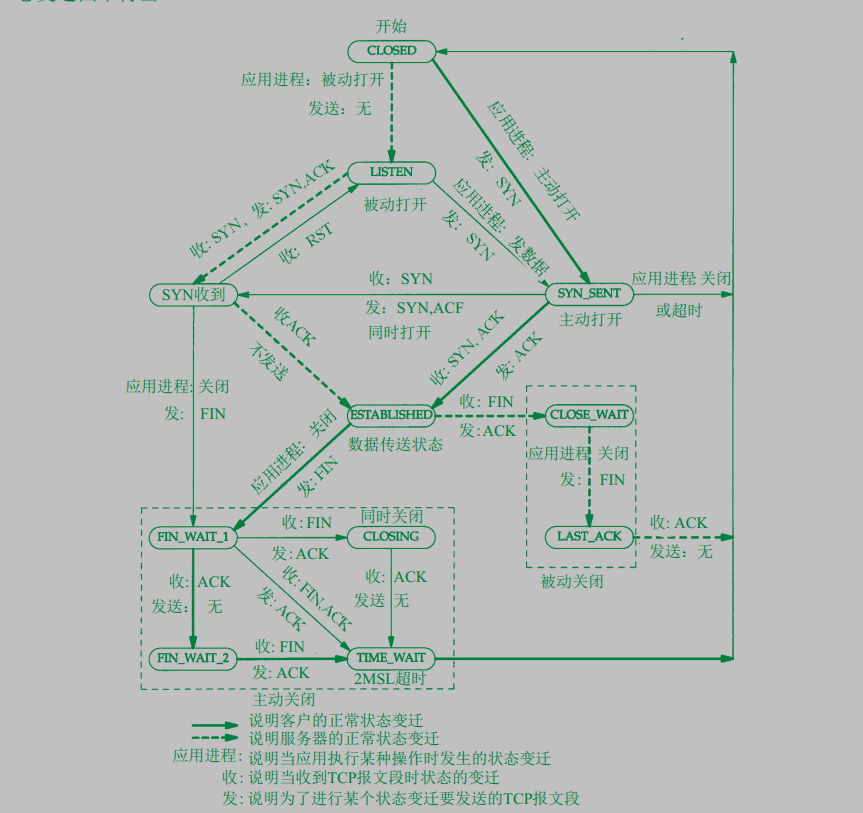 开始
CLOSED
应用进程：被动打开
发送：无
应用进程：主动打开
发：SYN
LISTEN
被动打开
收: SYN，发: SYN,ACK
收：RST
应用进程：发数据
发：SYN
SYN收到
收：SYN
发：SYN,ACF
同时打开
SYN_SENT
主动打开
应用进程:关闭
或超时
收ACK
不发送
收: SYN, ACK
发: ACK
应用进程:关闭
发: FIN
ESTABLISHED
数据传送状态
收: FIN
发:ACK
CLOSE_WAIT
应用进程 关闭
发: FIN
LAST_ACK
收: ACK
发送：无
被动关闭
应用进程：关闭
发: FIN
同时关闭
FIN_WAIT_1
收:FIN
发:ACK
CLOSING
收: ACK
发送：无
收: FIN,ACK
发: ACK
收: ACK
发送 无
FIN_WAIT_2
收: FIN
发: ACK
TIME_WAIT
2MSL超时
主动关闭
说明客户的正常状态变迁
说明服务器的正常状态变迁
应用进程: 说明当应用执行某种操作时发生的状态变迁
收: 说明当收到TCP报文段时状态的变迁
发: 说明为了进行某个状态变迁要发送的TCP报文段